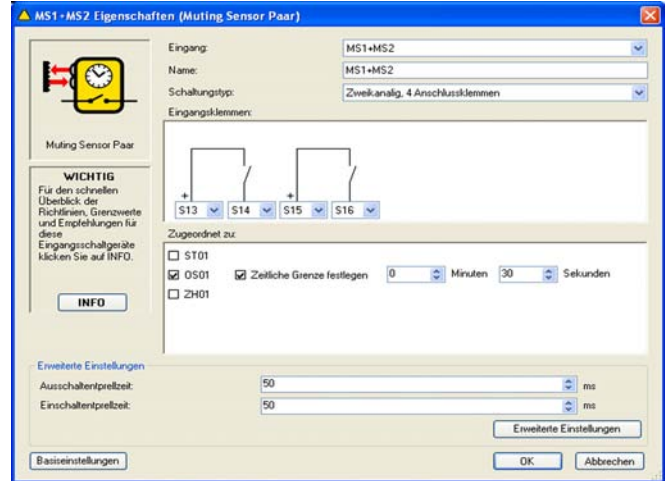 MS1+MS2 Eigenschaften (Muting Sensor Paar)
Muting Sensor Paar
WICHTIG
Für den schnellen
Überblick der
Richtlinien, Grenzwerte
und Empfehlungen für
diese
Eingangsschaltgeräte
klicken Sie auf INFO.
INFO
Eingang: MS1+MS2
Name: MS1+MS2
Schaltungstyp: Zweikanalig, 4 Anschlussklemmen
Eingangsklemmen:
+ +
S13 S14 S15 S16
Zugeordnet zu:
ST01
OS01 Zeitliche Grenze festlegen 0 Minuten 30 Sekunden
ZH01
Erweiterte Einstellungen
Ausschaltentprellzeit: 50 ms
Einschaltentprellzeit: 50 ms
Erweiterte Einstellungen
Basiseinstellungen OK Abbrechen